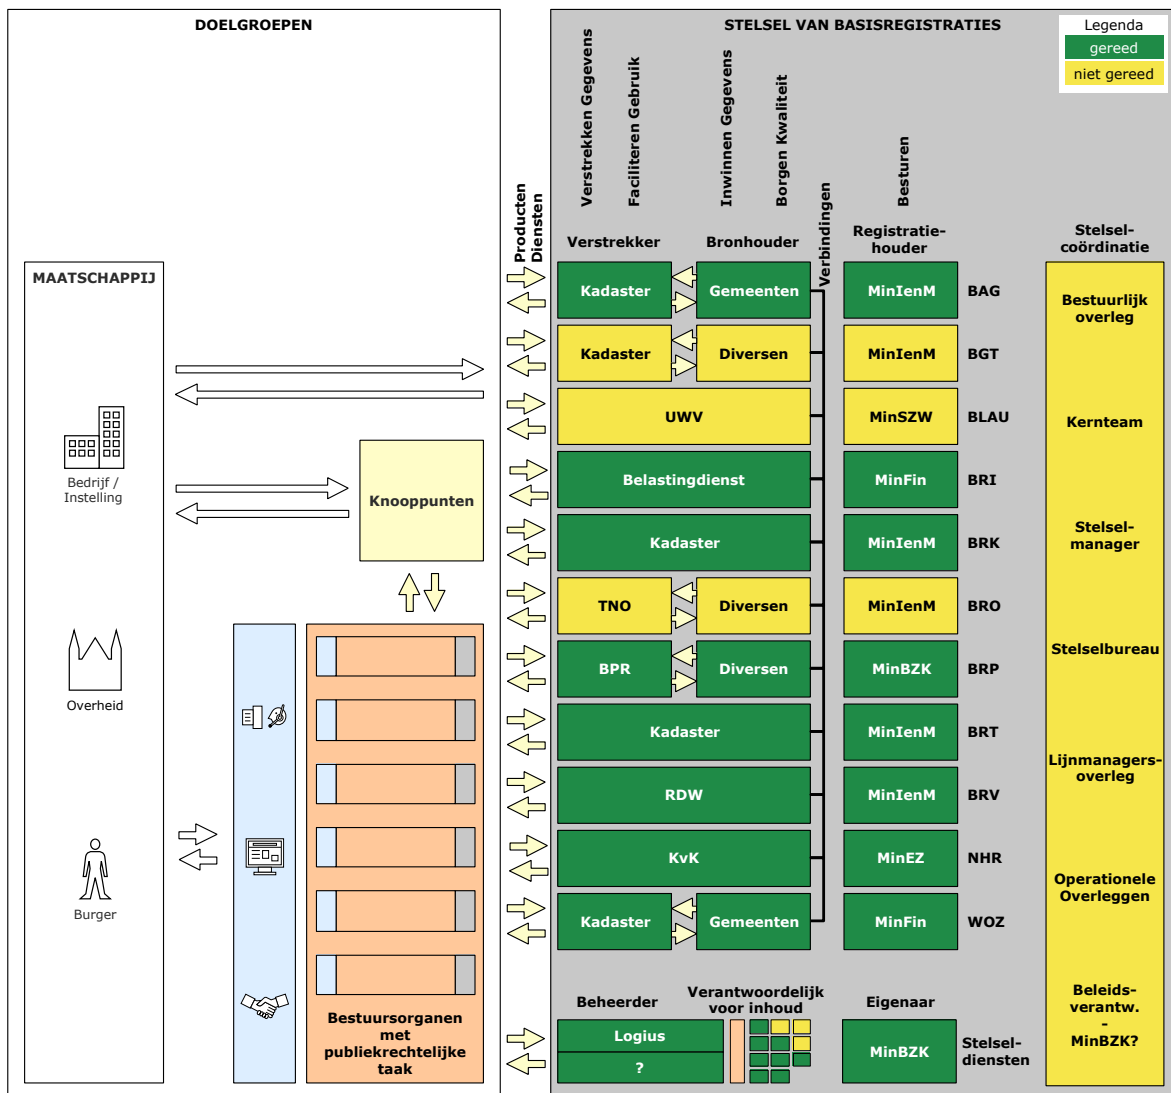 DOELGROEPEN
STELSEL VAN BASISREGISTRATIES
Legenda
gereed
niet gereed
Verstrekken Gegevens
Faciliteren Gebruik
Inwinnen Gegevens
Borgen Kwaliteit
Besturen
Producten
Diensten
Verbindingen
Verstrekker
Bronhouder
Registratie-
houder
Stelsel-
coördinatie
MAATSCHAPPIJ
Bedrijf /
Instelling
Overheid
Burger
Knooppunten
Bestuursorganen
met
publiekrechtelijke
taak
Kadaster
Gemeenten
MinIenM
BAG
Kadaster
Diversen
MinIenM
BGT
UWV
MinSZW
BLAU
Belastingdienst
MinFin
BRI
Kadaster
MinIenM
BRK
TNO
Diversen
MinIenM
BRO
BPR
Diversen
MinBZK
BRP
Kadaster
MinIenM
BRT
RDW
MinIenM
BRV
KvK
MinEZ
NHR
Kadaster
Gemeenten
MinFin
WOZ
Beheerder
Verantwoordelijk
voor inhoud
Eigenaar
Logius
?
MinBZK
Stelsel-
diensten
Bestuurlijk
overleg
Kernteam
Stelsel-
manager
Stelselbureau
Lijnmanagers-
overleg
Operationele
Overleggen
Beleids-
verantw.
-
MinBZK?